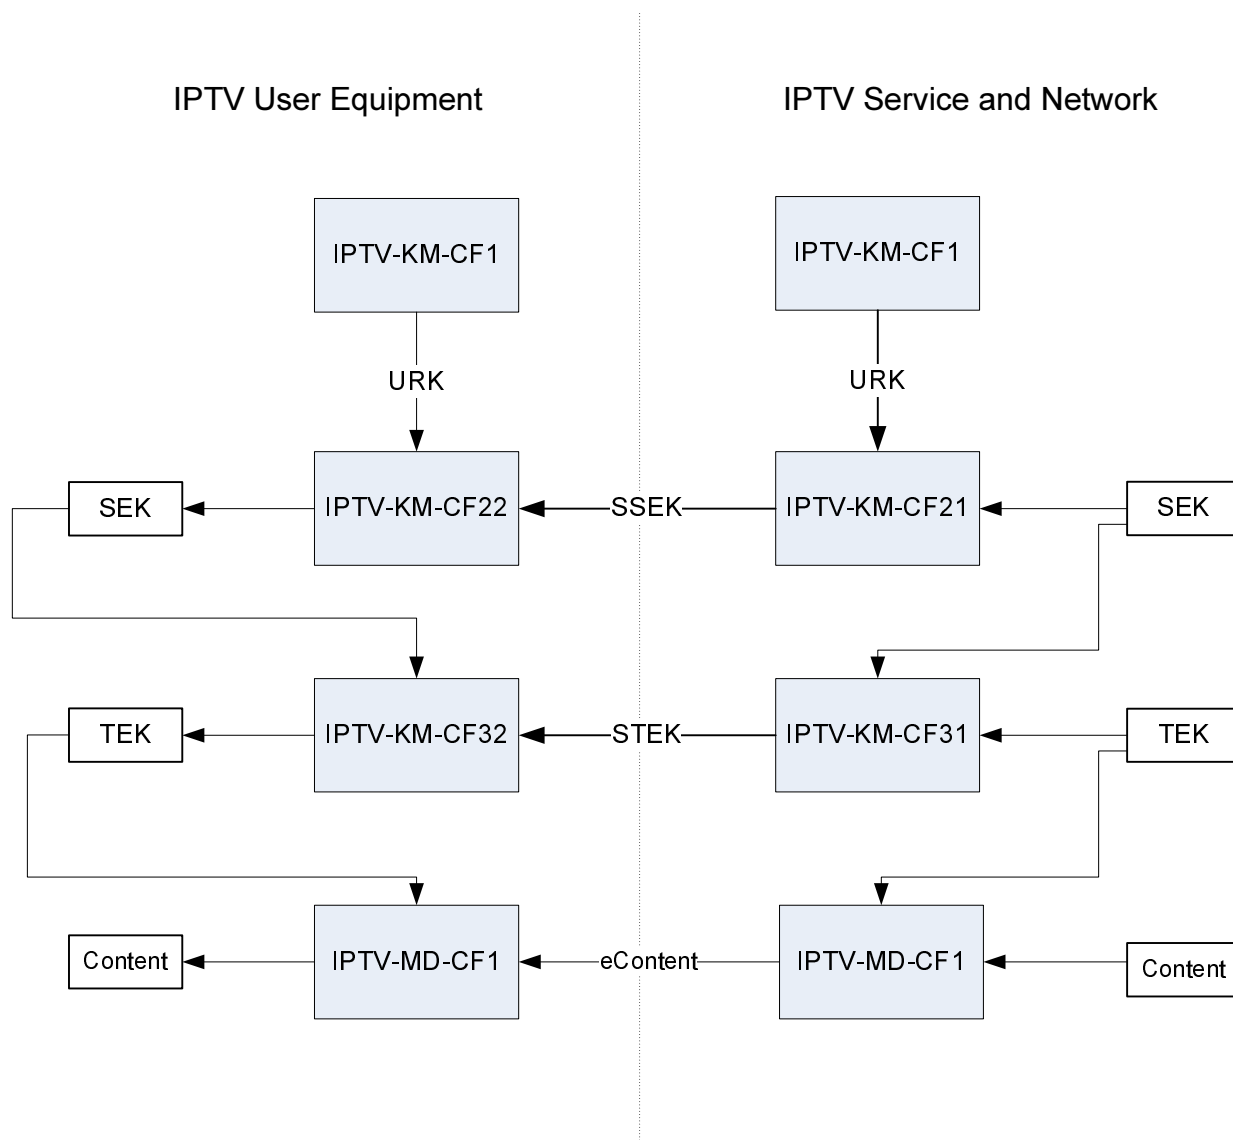 IPTV User Equipment
IPTV Service and Network
IPTV-KM-CF1
IPTV-KM-CF1
URK
URK
SEK
IPTV-KM-CF22
SSEK
IPTV-KM-CF21
SEK
TEK
IPTV-KM-CF32
STEK
IPTV-KM-CF31
TEK
Content
IPTV-MD-CF1
eContent
IPTV-MD-CF1
Content